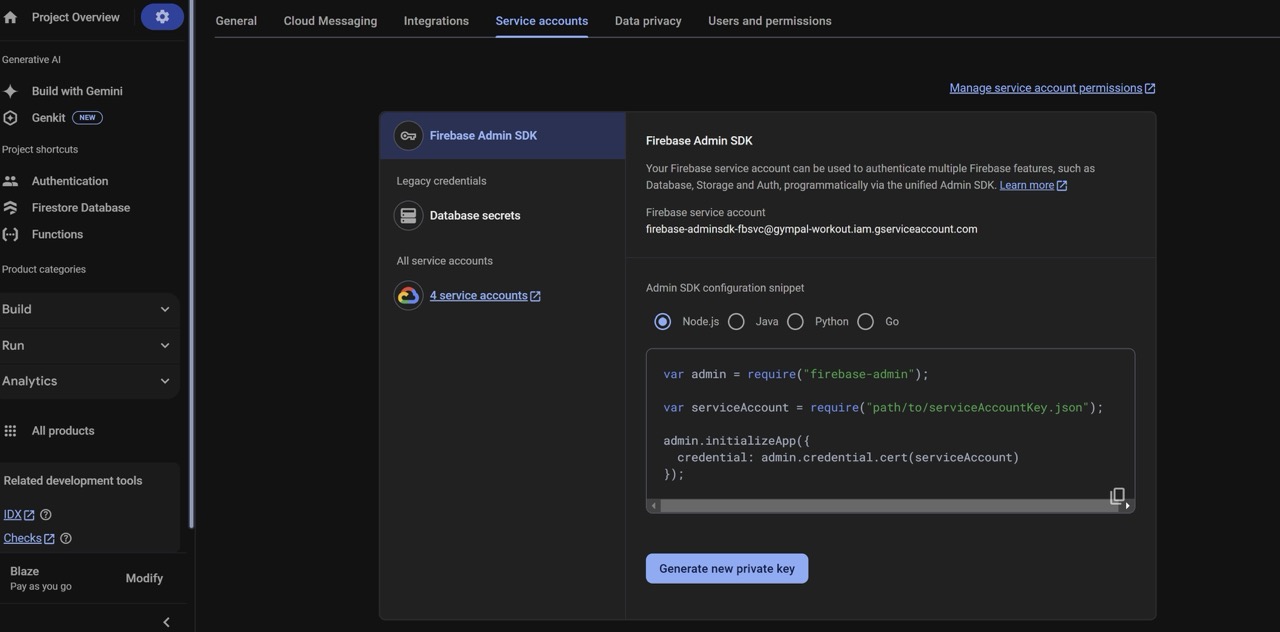 Project Overview
Generative AI
Build with Gemini
Genkit NEW
Project shortcuts
Authentication
Firestore Database
Functions
Product categories
Build
Run
Analytics
All products
Related development tools
IDX
Checks
Blaze
Pay as you go
Modify
General Cloud Messaging Integrations Service accounts Data privacy Users and permissions
Manage service account permissions
Firebase Admin SDK
Legacy credentials
Database secrets
All service accounts
4 service accounts
Firebase Admin SDK
Your Firebase service account can be used to authenticate multiple Firebase features, such as
Database, Storage and Auth, programmatically via the unified Admin SDK. Learn more
Firebase service account
firebase-adminsdk-fbsvc@gympal-workout.iam.gserviceaccount.com
Admin SDK configuration snippet
Node.js Java Python Go
var admin = require("firebase-admin");
var serviceAccount = require("path/to/serviceAccountKey.json");
admin.initializeApp({
  credential: admin.credential.cert(serviceAccount)
});
Generate new private key